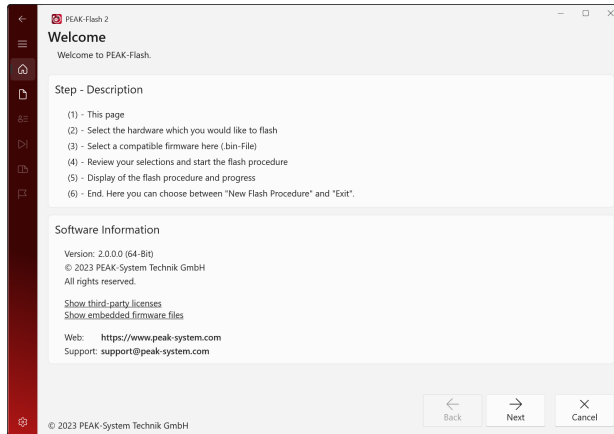 PEAK-Flash 2
Welcome
Welcome to PEAK-Flash.
Step - Description
(1) - This page
(2) - Select the hardware which you would like to flash
(3) - Select a compatible firmware here (.bin-File)
(4) - Review your selections and start the flash procedure
(5) - Display of the flash procedure and progress
(6) - End. Here you can choose between "New Flash Procedure" and "Exit".
Software Information
Version: 2.0.0.0 (64-Bit)
© 2023 PEAK-System Technik GmbH
All rights reserved.
Show third-party licenses
Show embedded firmware files
Web: https://www.peak-system.com
Support: support@peak-system.com
Back Next Cancel
© 2023 PEAK-System Technik GmbH